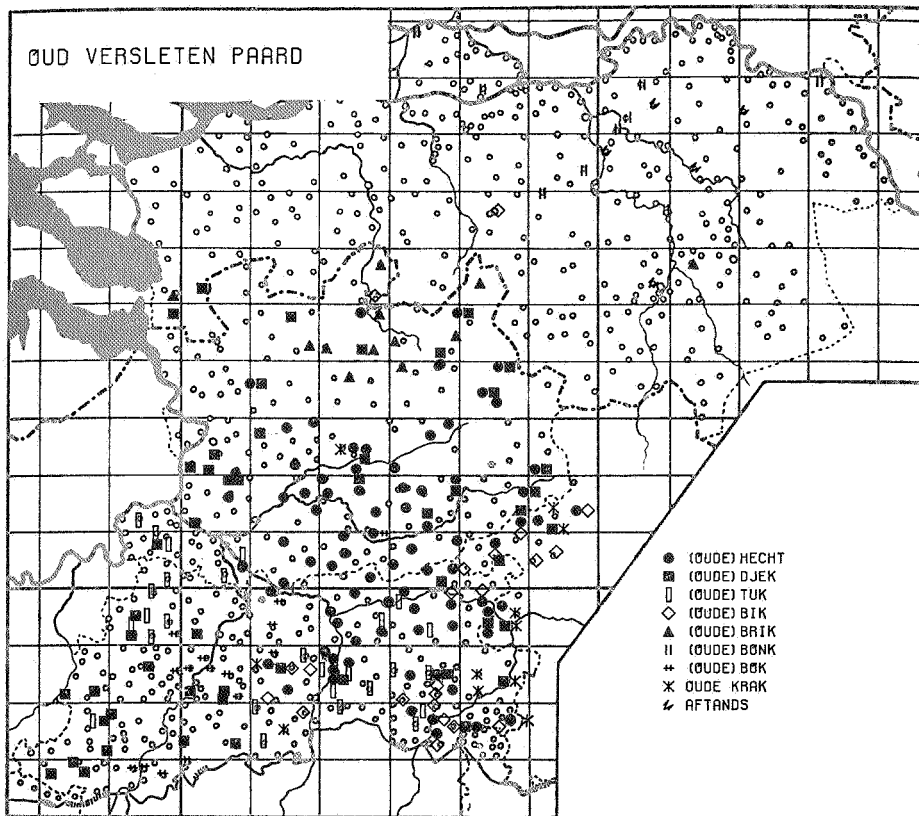 OUD VERSLETEN PAARD
(OUDE) HECHT
(OUDE) DJEK
(OUDE) TUK
(OUDE) BIK
(OUDE) BRIK
(OUDE) BONK
(OUDE) BOK
OUDE KRAK
AFTANDS